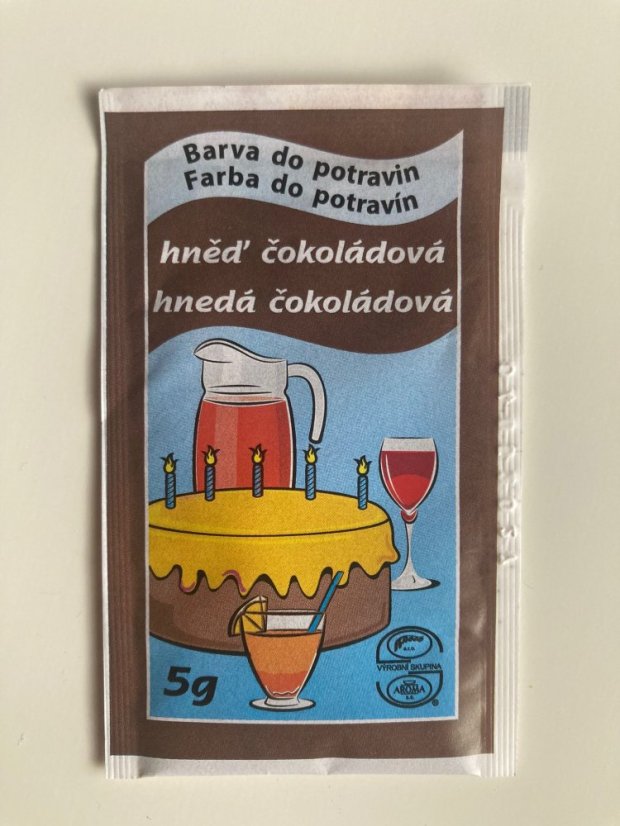 Barva do potravin
Farba do potravín
hněď čokoládová
hnedá čokoládová
5g
s.r.o.
VÝROBNÍ SKUPINA
AROMA
®